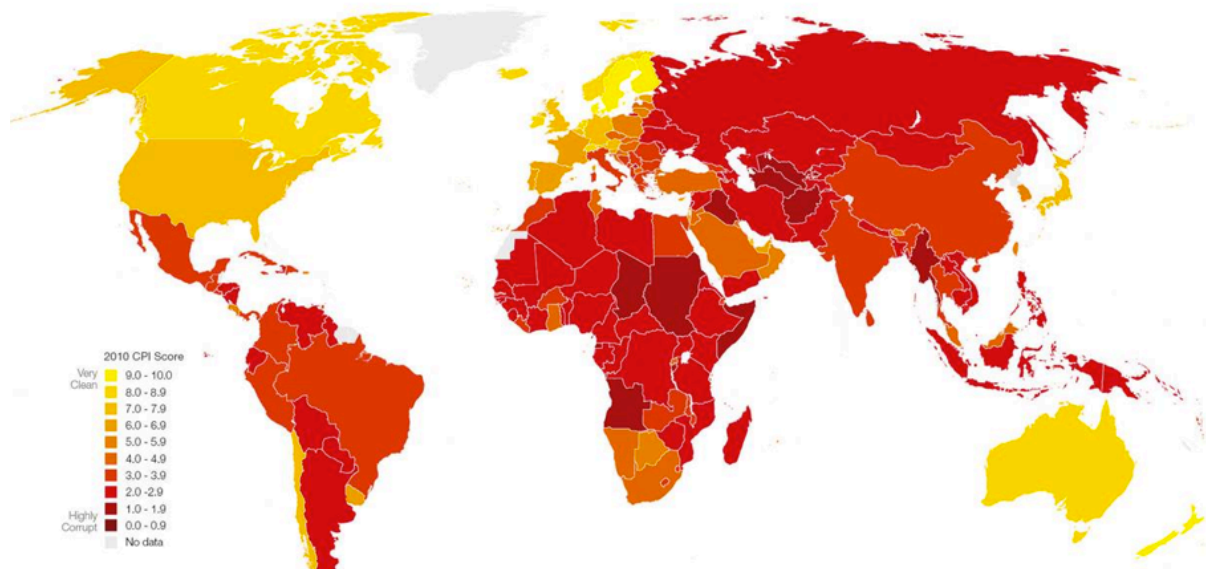 2010 CPI Score
Very
Clean
9.0 - 10.0
8.0 - 8.9
7.0 - 7.9
6.0 - 6.9
5.0 - 5.9
4.0 - 4.9
3.0 - 3.9
2.0 -2.9
1.0 - 1.9
Highly
Corrupt
0.0 - 0.9
No data